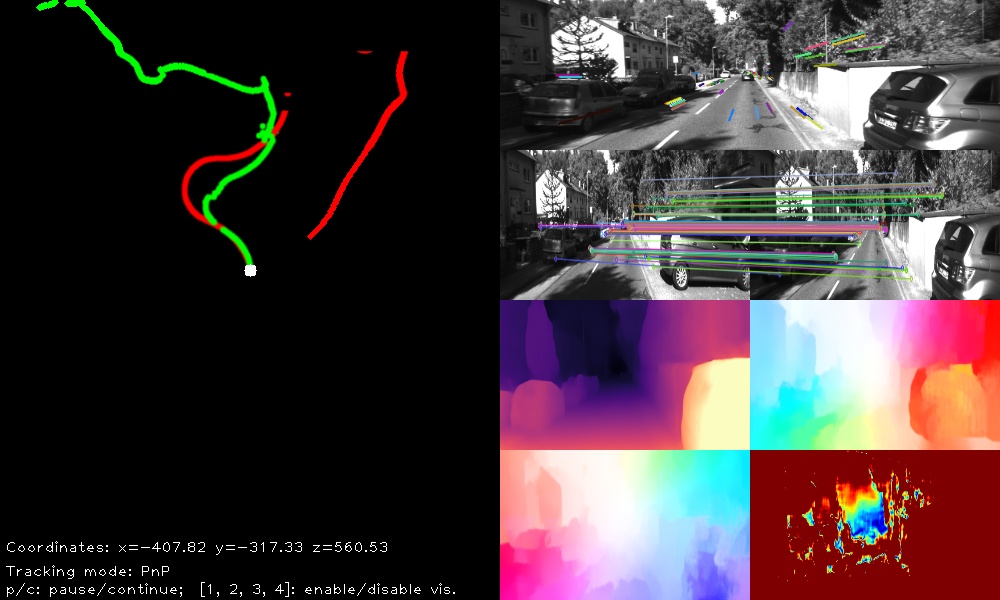 Coordinates: x=-407.82 y=-317.33 z=560.53
Tracking mode: PnP
p/c: pause/continue;  [1, 2, 3, 4]: enable/disable vis.